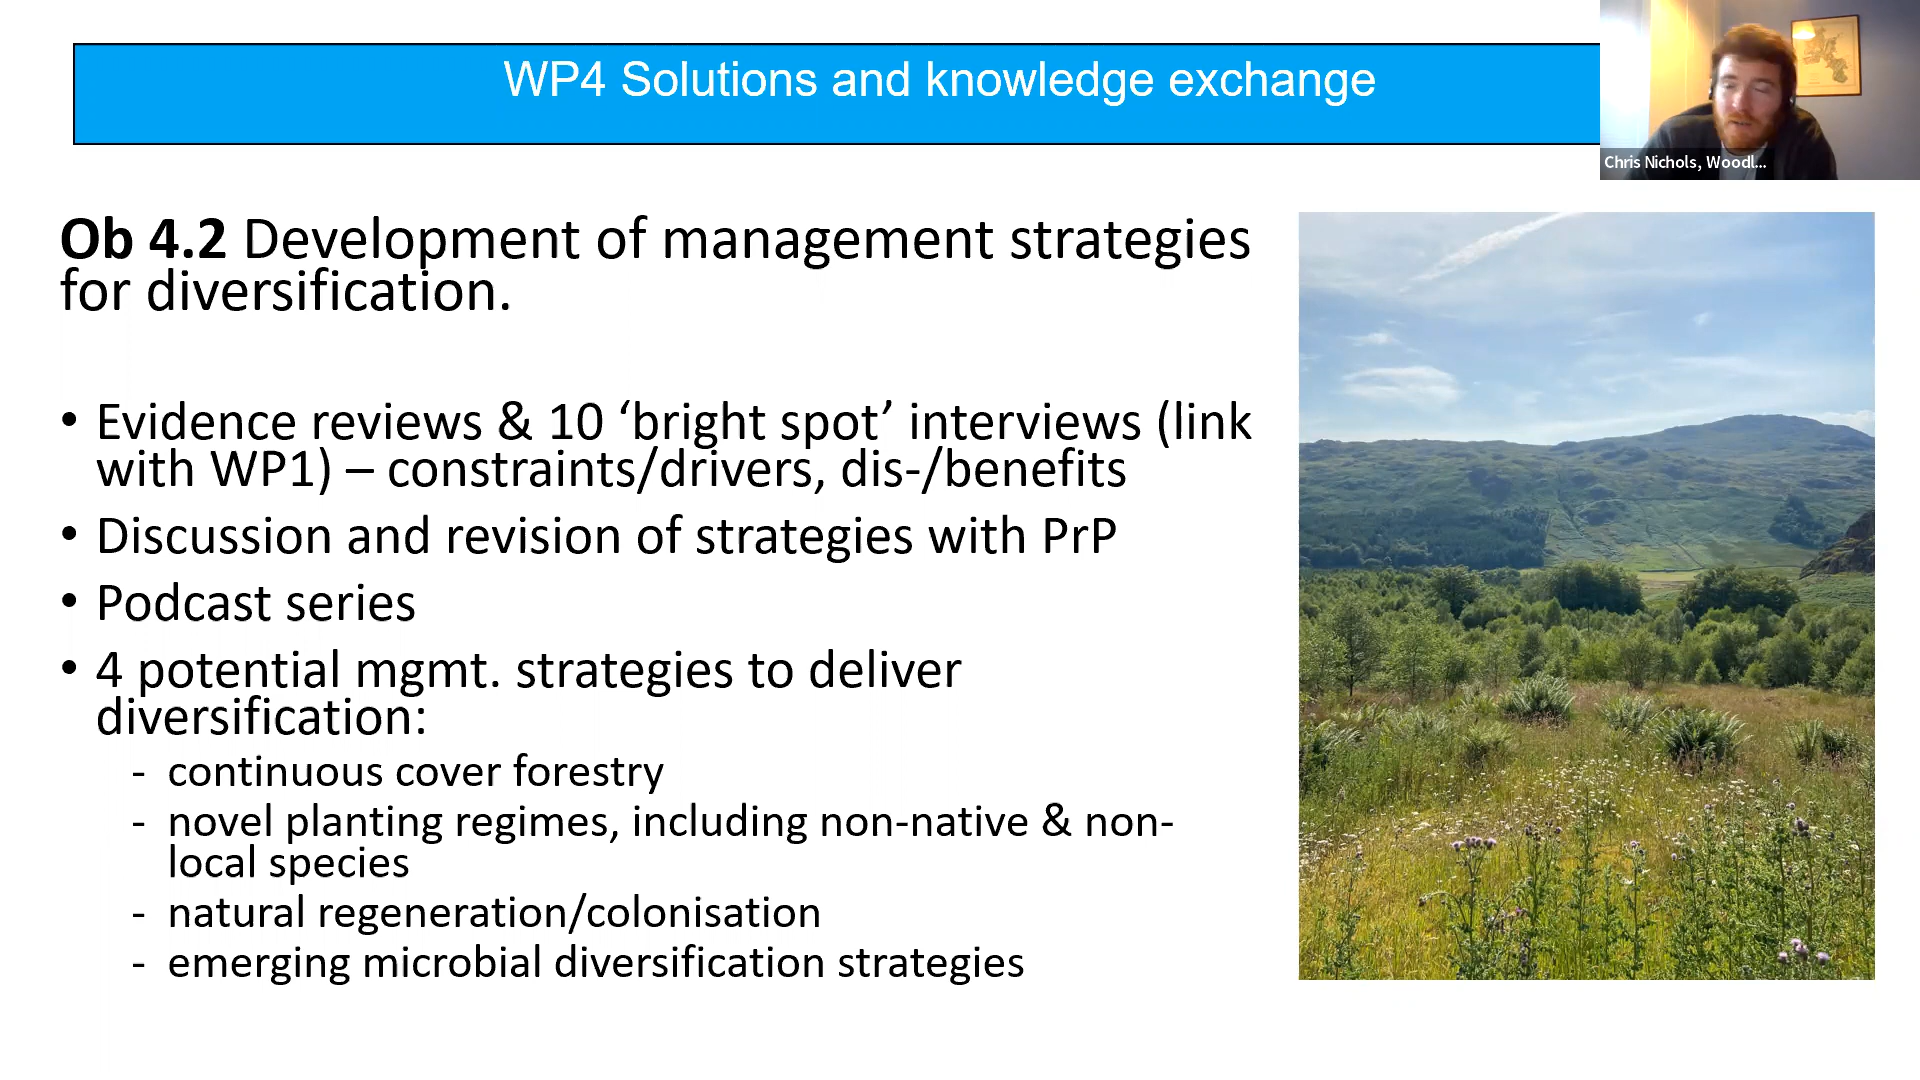 WP4 Solutions and knowledge exchange
Chris Nichols, Woodl...
Ob 4.2 Development of management strategies
for diversification.
• Evidence reviews & 10 ‘bright spot’ interviews (link
with WP1) – constraints/drivers, dis-/benefits
• Discussion and revision of strategies with PrP
• Podcast series
• 4 potential mgmt. strategies to deliver
diversification:
- continuous cover forestry
- novel planting regimes, including non-native & non-
local species
- natural regeneration/colonisation
- emerging microbial diversification strategies